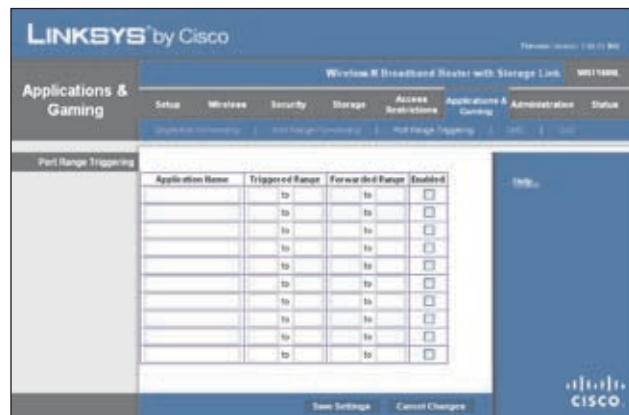 LINKSYS by Cisco
Wireless-N Broadband Router with Storage Link
Applications & Gaming
Setup Wireless Security Storage Access Restrictions Applications & Gaming Administration Status
Port Range Triggering
Port Range Triggering
Application Name Triggered Range Forwarded Range Enabled
to to
to to
to to
to to
to to
to to
to to
to to
to to
to to
Help...
Save Settings Cancel Changes
CISCO